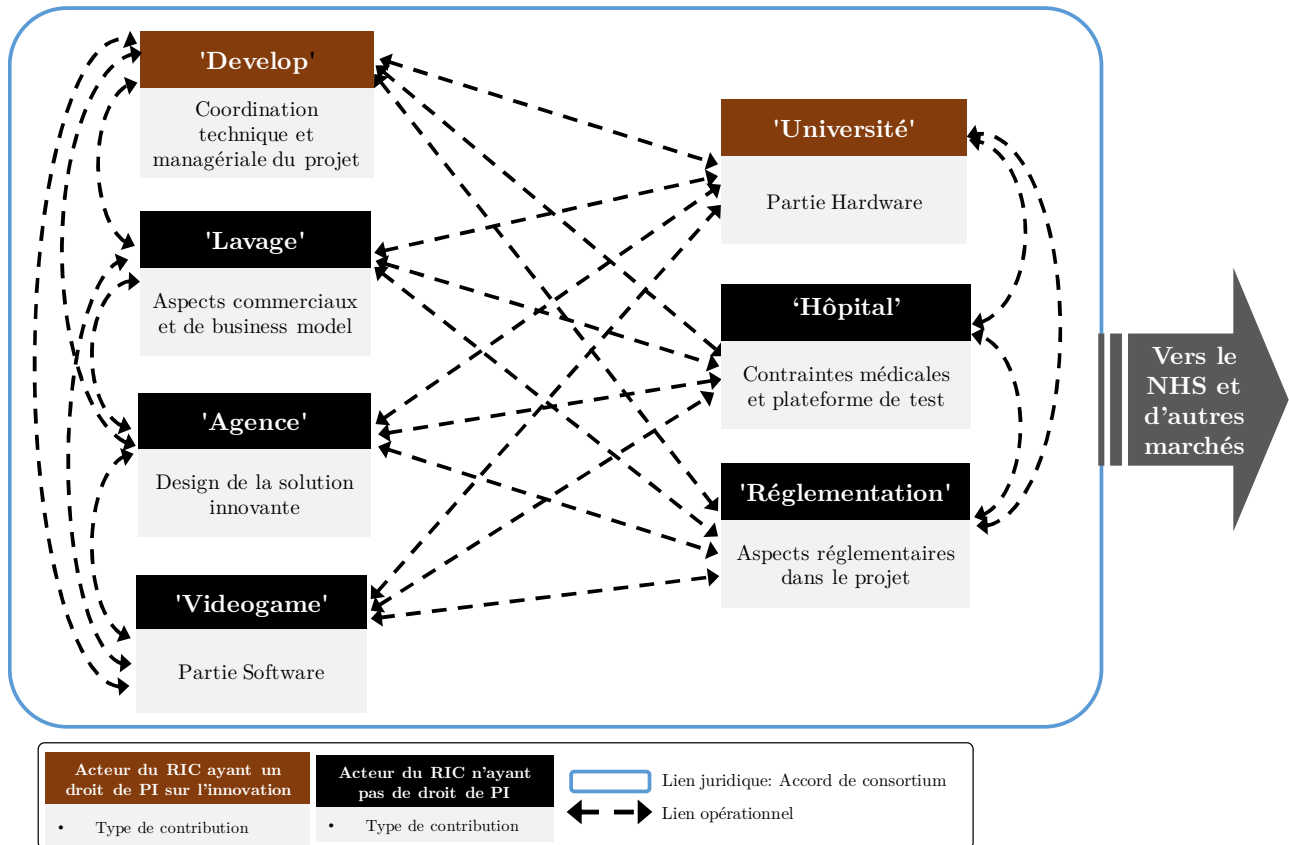 'Develop'
Coordination
technique et
managériale du projet
'Lavage'
Aspects commerciaux
et de business model
'Agence'
Design de la solution
innovante
'Videogame'
Partie Software
'Université'
Partie Hardware
‘Hôpital’
Contraintes médicales
et plateforme de test
'Réglementation'
Aspects réglementaires
dans le projet
Vers le
NHS et
d'autres
marchés
Acteur du RIC ayant un
droit de PI sur l'innovation
• Type de contribution
Acteur du RIC n'ayant
pas de droit de PI
• Type de contribution
Lien juridique: Accord de consortium
Lien opérationnel